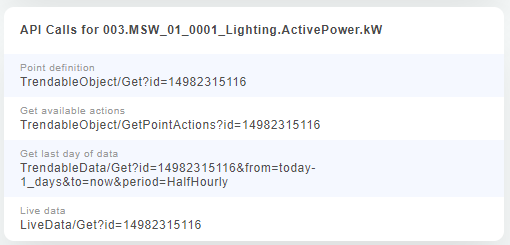 API Calls for 003.MSW_01_0001_Lighting.ActivePower.kW
Point definition
TrendableObject/Get?id=14982315116
Get available actions
TrendableObject/GetPointActions?id=14982315116
Get last day of data
TrendableData/Get?id=14982315116&from=today-
1_days&to=now&period=HalfHourly
Live data
LiveData/Get?id=14982315116